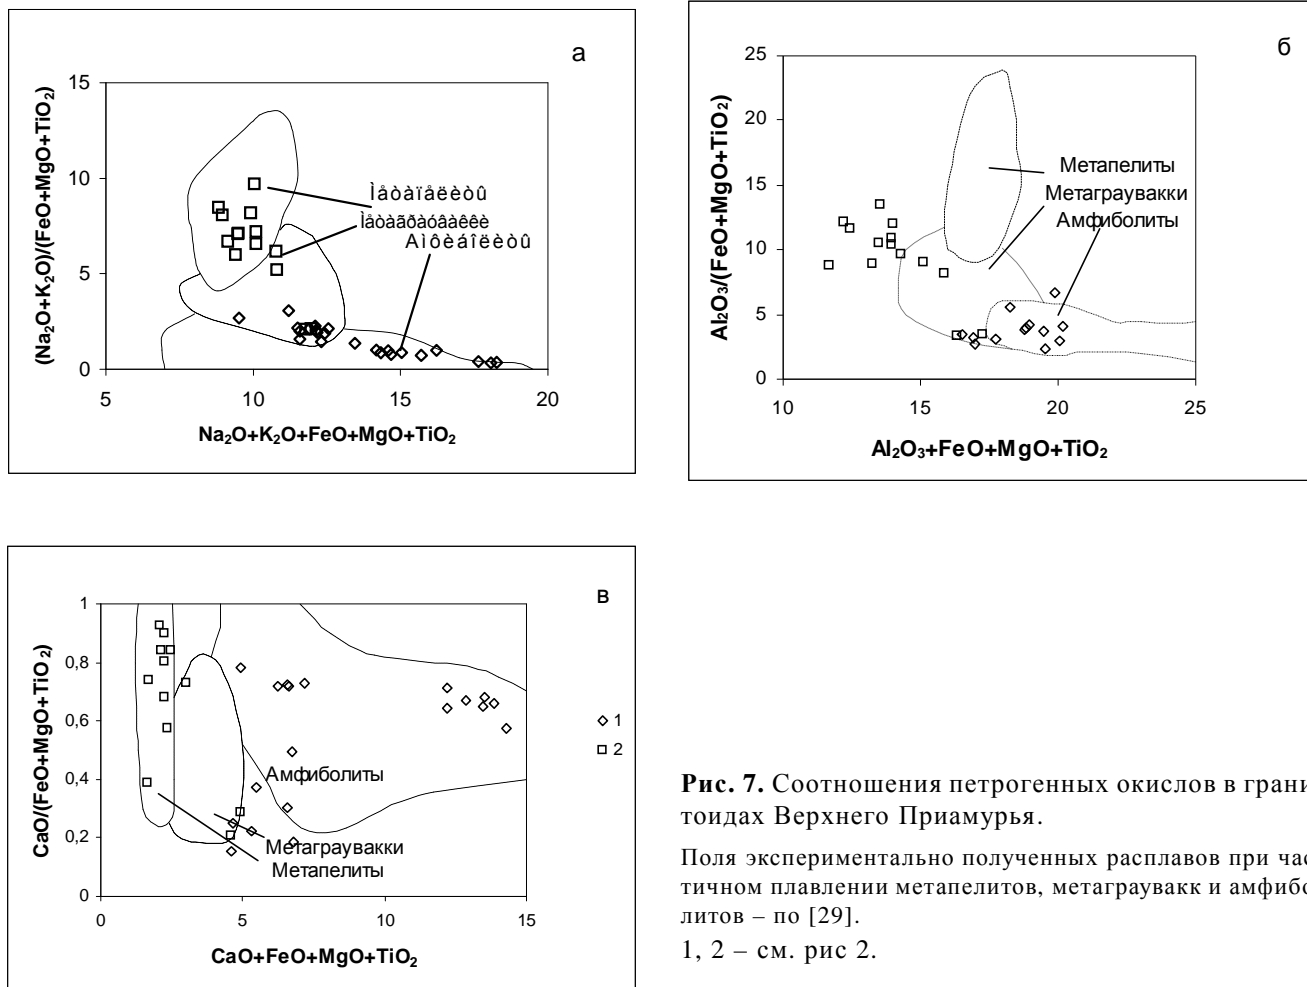 а
(Na2O+K2O)/(FeO+MgO+TiO2)
15
10
5
0
5
10
15
20
Ìåòàïåëèòû
Ìåòàãðàóâàêêè
Àìôèáîëèòû
Na2O+K2O+FeO+MgO+TiO2
б
Al2O3/(FeO+MgO+TiO2)
25
20
15
10
5
0
10
15
20
25
Метапелиты
Метаграувакки
Амфиболиты
Al2O3+FeO+MgO+TiO2
в
CaO/(FeO+MgO+TiO2)
1
0,8
0,6
0,4
0,2
0
0
5
10
15
Амфиболиты
Метаграувакки
Метапелиты
CaO+FeO+MgO+TiO2
1
2
Рис. 7. Соотношения петрогенных окислов в грани
тоидах Верхнего Приамурья.
Поля экспериментально полученных расплавов при час
тичном плавлении метапелитов, метаграувакк и амфибо
литов – по [29].
1, 2 – см. рис 2.